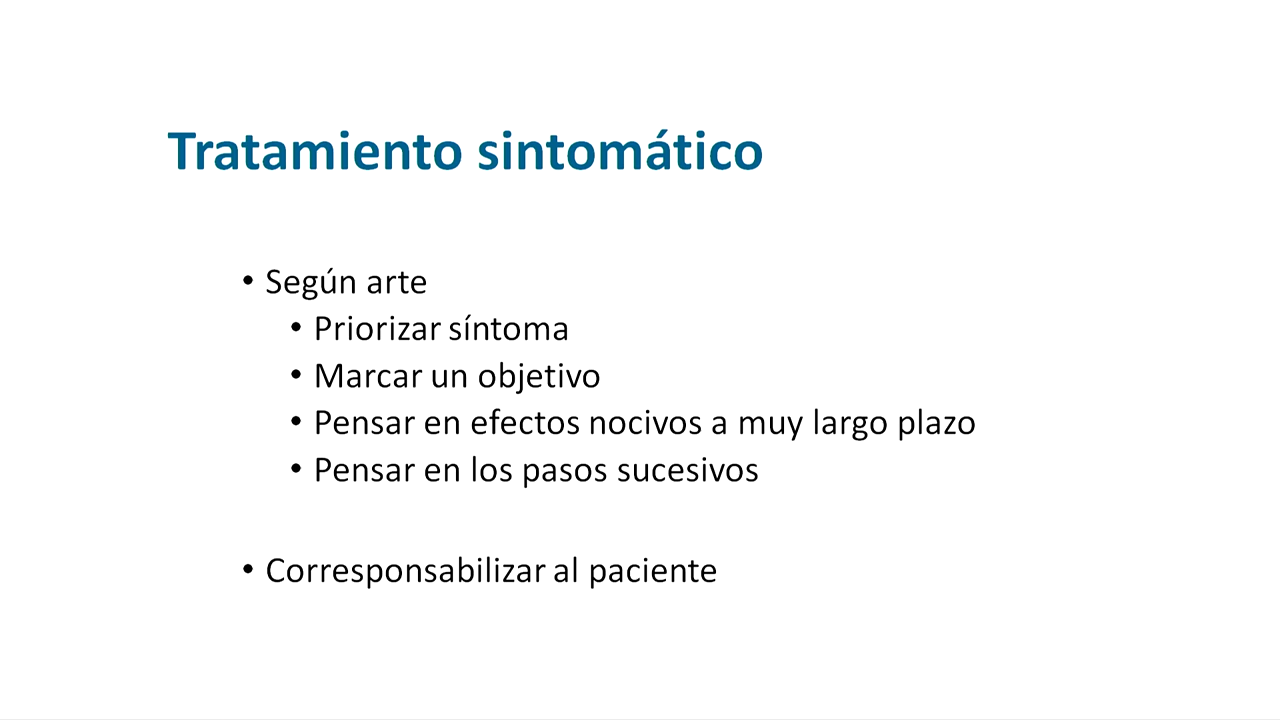 Tratamiento sintomático
• Según arte
• Priorizar síntoma
• Marcar un objetivo
• Pensar en efectos nocivos a muy largo plazo
• Pensar en los pasos sucesivos
• Corresponsabilizar al paciente